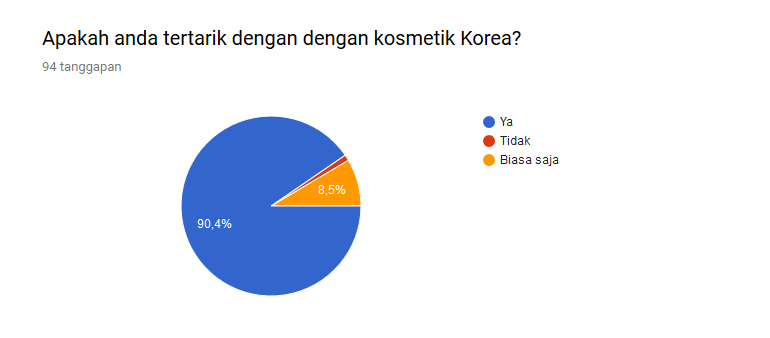 Apakah anda tertarik dengan dengan kosmetik Korea?
94 tanggapan
Ya
Tidak
Biasa saja
8,5%
90,4%